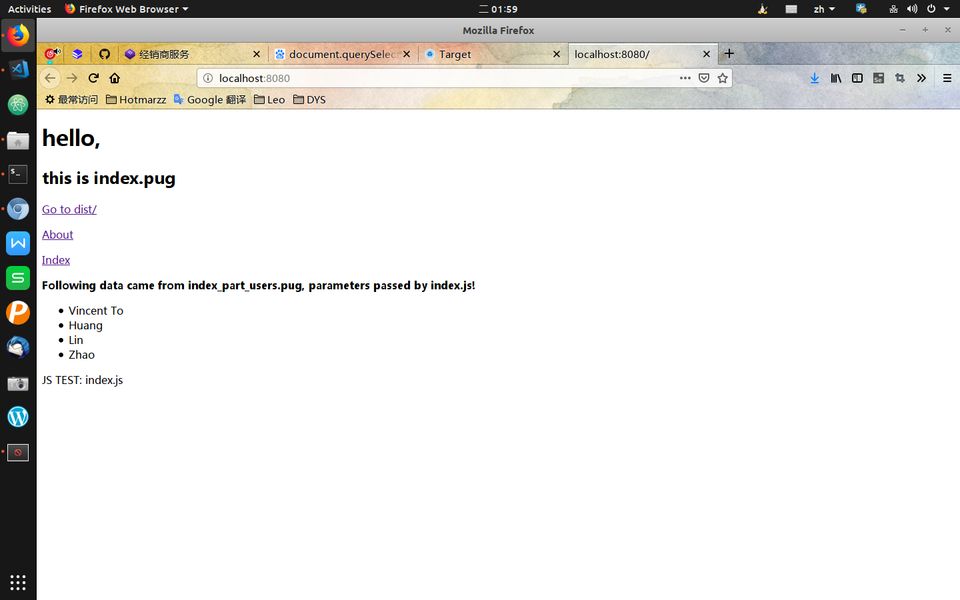 Activities Firefox Web Browser 二 01:59 zh
Mozilla Firefox
经销商服务 document.querySelec Target localhost:8080/
localhost:8080
最常访问 Hotmarzz Google 翻译 Leo DYS
hello,
this is index.pug
Go to dist/
About
Index
Following data came from index_part_users.pug, parameters passed by index.js!
Vincent To
Huang
Lin
Zhao
JS TEST: index.js